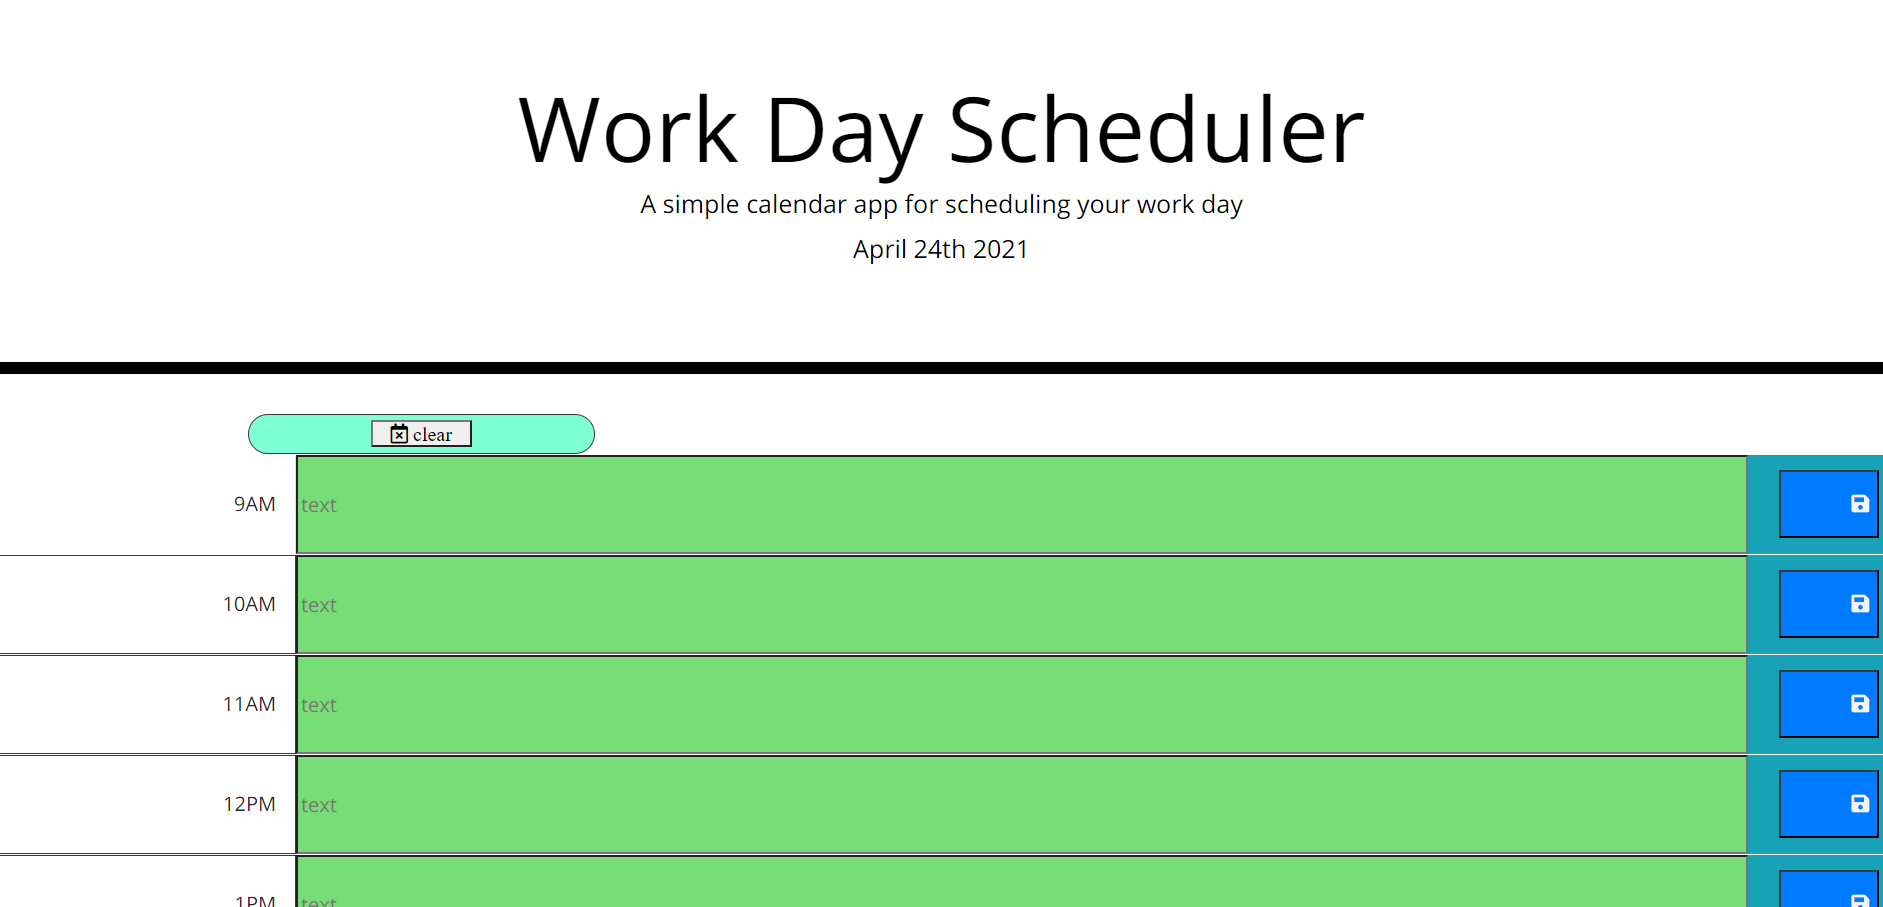 Work Day Scheduler
A simple calendar app for scheduling your work day
April 24th 2021
clear
9AM text
10AM text
11AM text
12PM text
1PM text